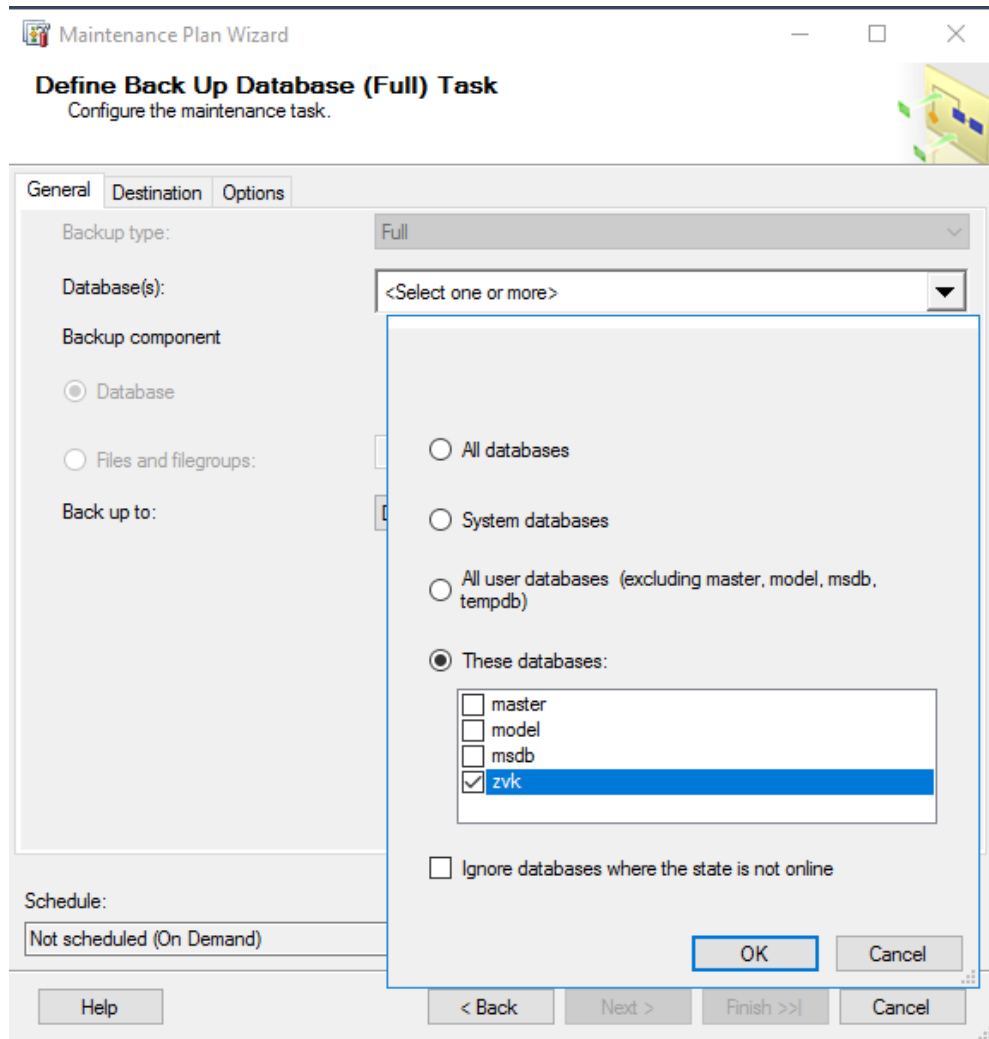 Maintenance Plan Wizard
Define Back Up Database (Full) Task
Configure the maintenance task.
General Destination Options
Backup type: Full
Database(s): <Select one or more>
Backup component
Database
Files and filegroups:
Back up to:
All databases
System databases
All user databases (excluding master, model, msdb,
tempdb)
These databases:
master
model
msdb
zvk
Ignore databases where the state is not online
Schedule:
Not scheduled (On Demand)
OK Cancel
Help < Back Next > Finish >>| Cancel